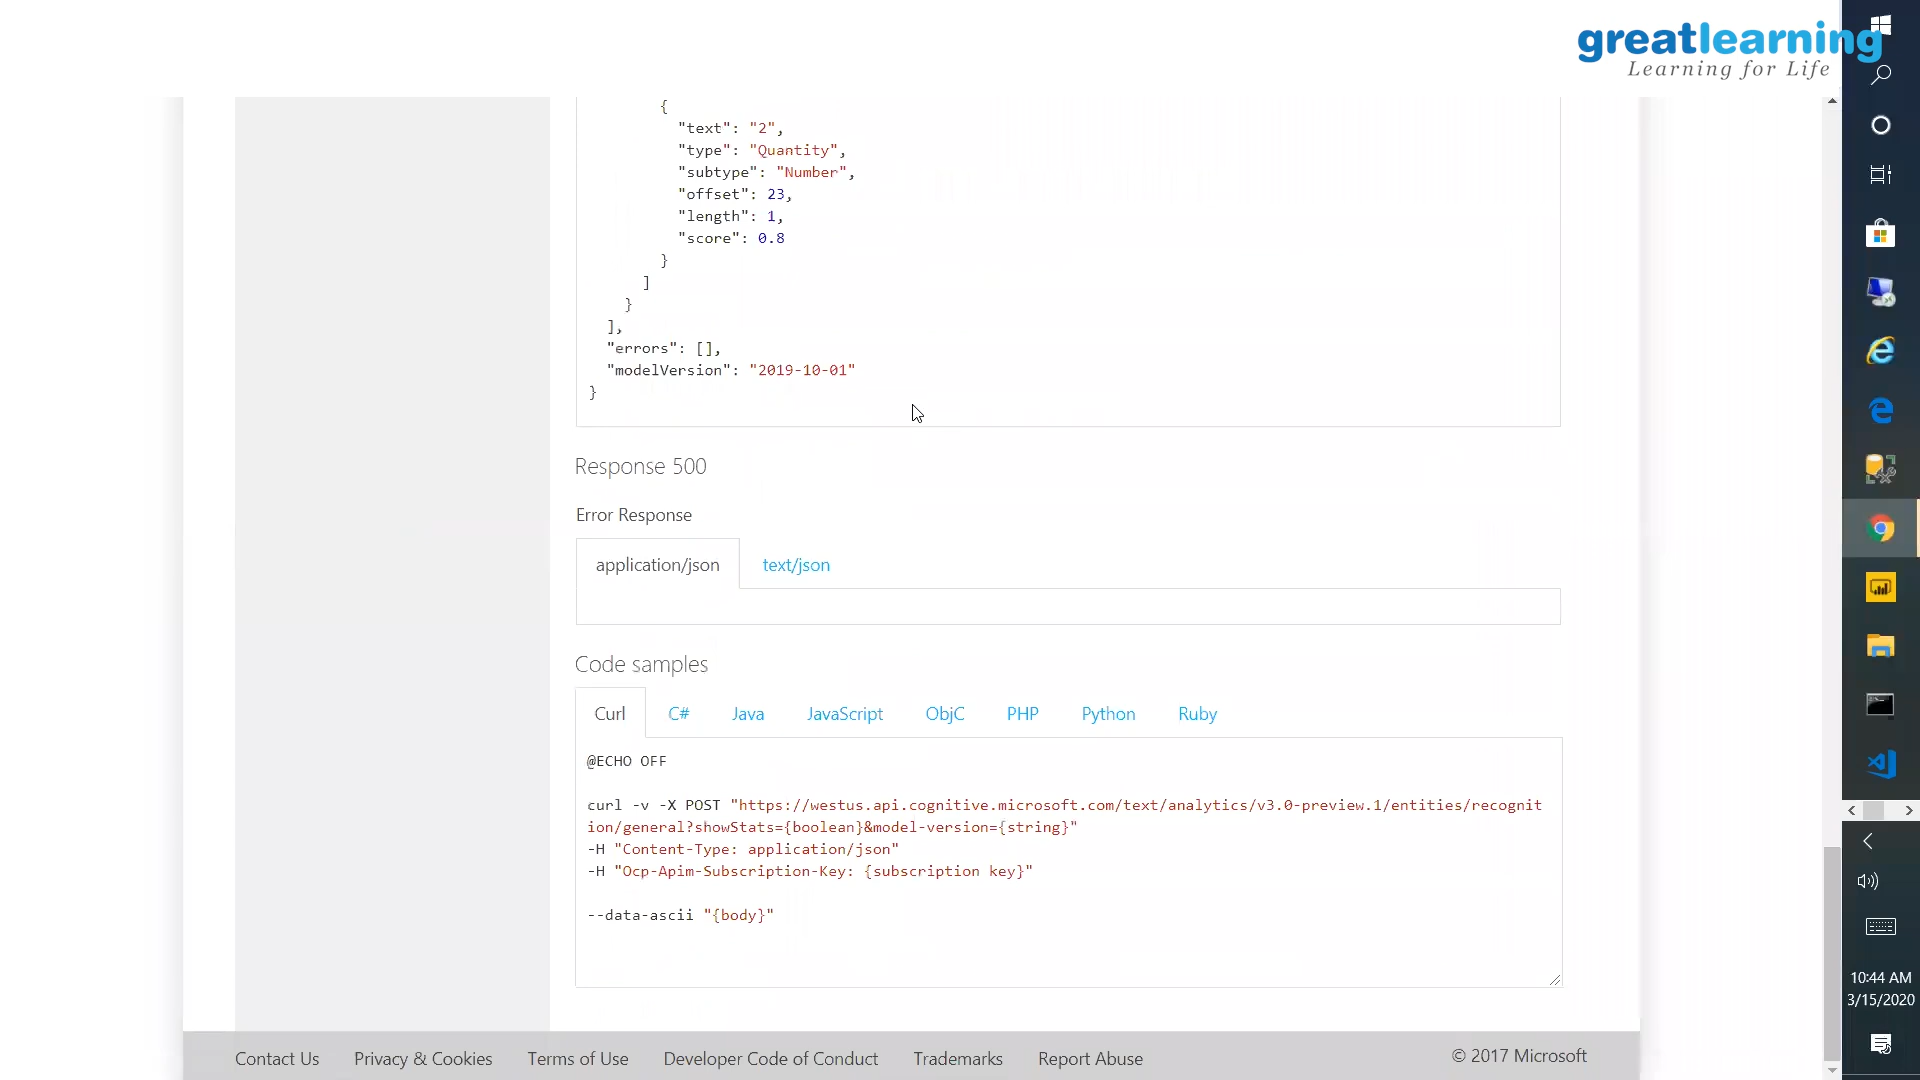 greatlearning
Learning for Life
{
"text": "2",
"type": "Quantity",
"subtype": "Number",
"offset": 23,
"length": 1,
"score": 0.8
}
]
}
],
"errors": [],
"modelVersion": "2019-10-01"
}
Response 500
Error Response
application/json text/json
Code samples
Curl C# Java JavaScript ObjC PHP Python Ruby
@ECHO OFF
curl -v -X POST "https://westus.api.cognitive.microsoft.com/text/analytics/v3.0-preview.1/entities/recognit
ion/general?showStats={boolean}&model-version={string}"
-H "Content-Type: application/json"
-H "Ocp-Apim-Subscription-Key: {subscription key}"
--data-ascii "{body}"
10:44 AM
3/15/2020
Contact Us Privacy & Cookies Terms of Use Developer Code of Conduct Trademarks Report Abuse © 2017 Microsoft